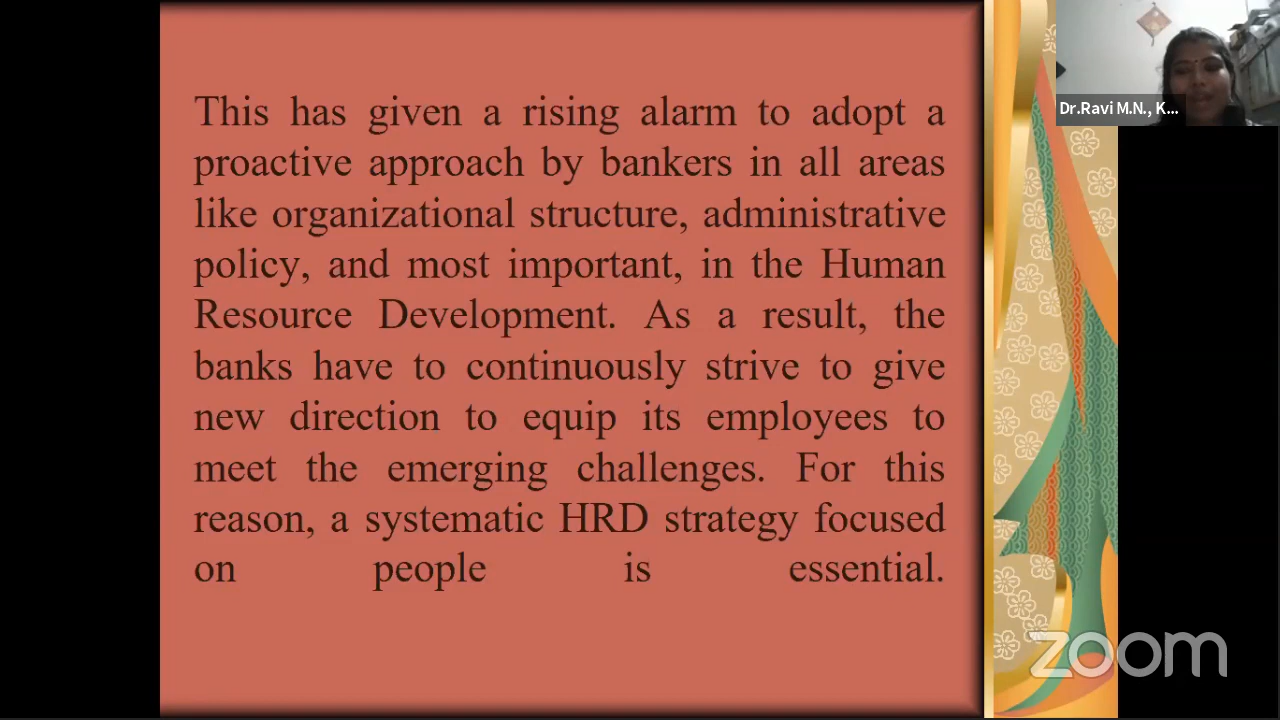 This has given a rising alarm to adopt a
proactive approach by bankers in all areas
like organizational structure, administrative
policy, and most important, in the Human
Resource Development. As a result, the
banks have to continuously strive to give
new direction to equip its employees to
meet the emerging challenges. For this
reason, a systematic HRD strategy focused
on people is essential.
Dr.Ravi M.N., K...
zoom